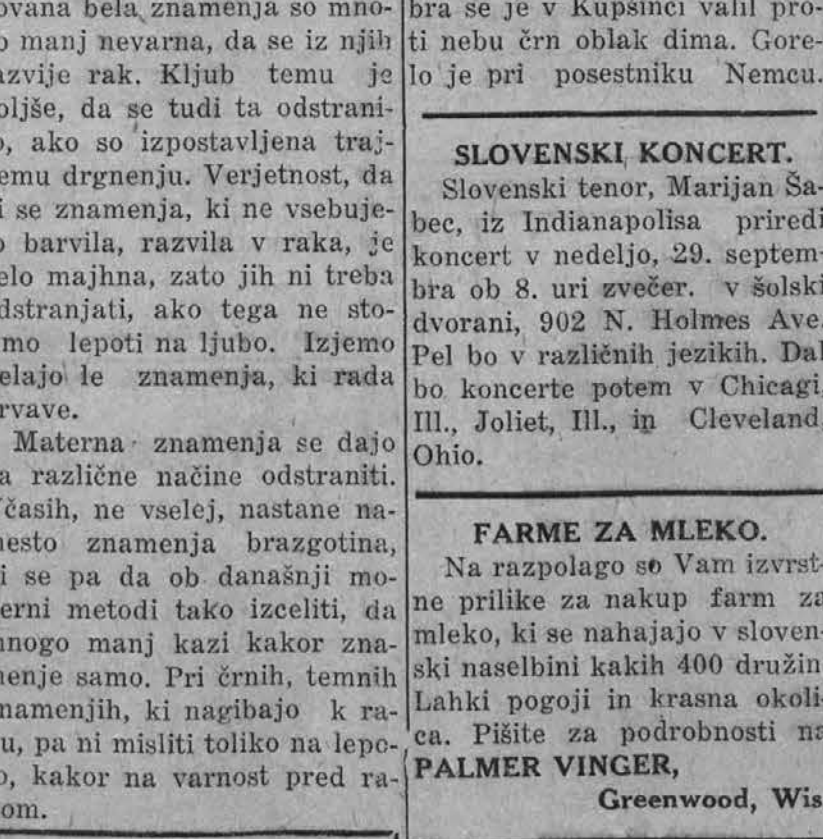 ovana bela znamenja so mno-
o manj nevarna, da se iz njih
azvije rak. Kljub temu je
oljše, da se tudi ta odstrani-
o, ako so izpostavljena traj-
emu drgnenju. Verjetnost, da
i se znamenja, ki ne vsebuje-
o barvila, razvila v raka, je
elo majhna, zato jih ni treba
dstranjati, ako tega ne sto-
mo lepoti na ljubo. Izjemo
elajo le znamenja, ki rada
rvave.
Materna znamenja se dajo
a različne načine odstraniti.
časih, ne vselej, nastane na-
mesto znamenja brazgotina,
i se pa da ob današnji mo-
erni metodi tako izceliti, da
mnogo manj kazi kakor zna-
menje samo. Pri črnih, temnih
namenjih, ki nagibajo k ra-
u, pa ni misliti toliko na lepo-
o, kakor na varnost pred ra-
om.
bra se je v Kupšinci valil pro-
ti nebu črn oblak dima. Gore-
lo je pri posestniku Nemcu.
SLOVENSKI KONCERT.
Slovenski tenor, Marijan Ša-
bec, iz Indianapolisa priredi
koncert v nedeljo, 29. septem-
bra ob 8. uri zvečer. v šolski
dvorani, 902 N. Holmes Ave.
Pel bo v različnih jezikih. Dal
bo koncerte potem v Chicagi,
Ill., Joliet, Ill., in Cleveland,
Ohio.
FARME ZA MLEKO.
Na razpolago so Vam izvrst-
ne prilike za nakup farm za
mleko, ki se nahajajo v sloven-
ski naselbini kakih 400 družin
Lahki pogoji in krasna okoli-
ca. Pišite za podrobnosti na
PALMER VINGER,
Greenwood, Wis